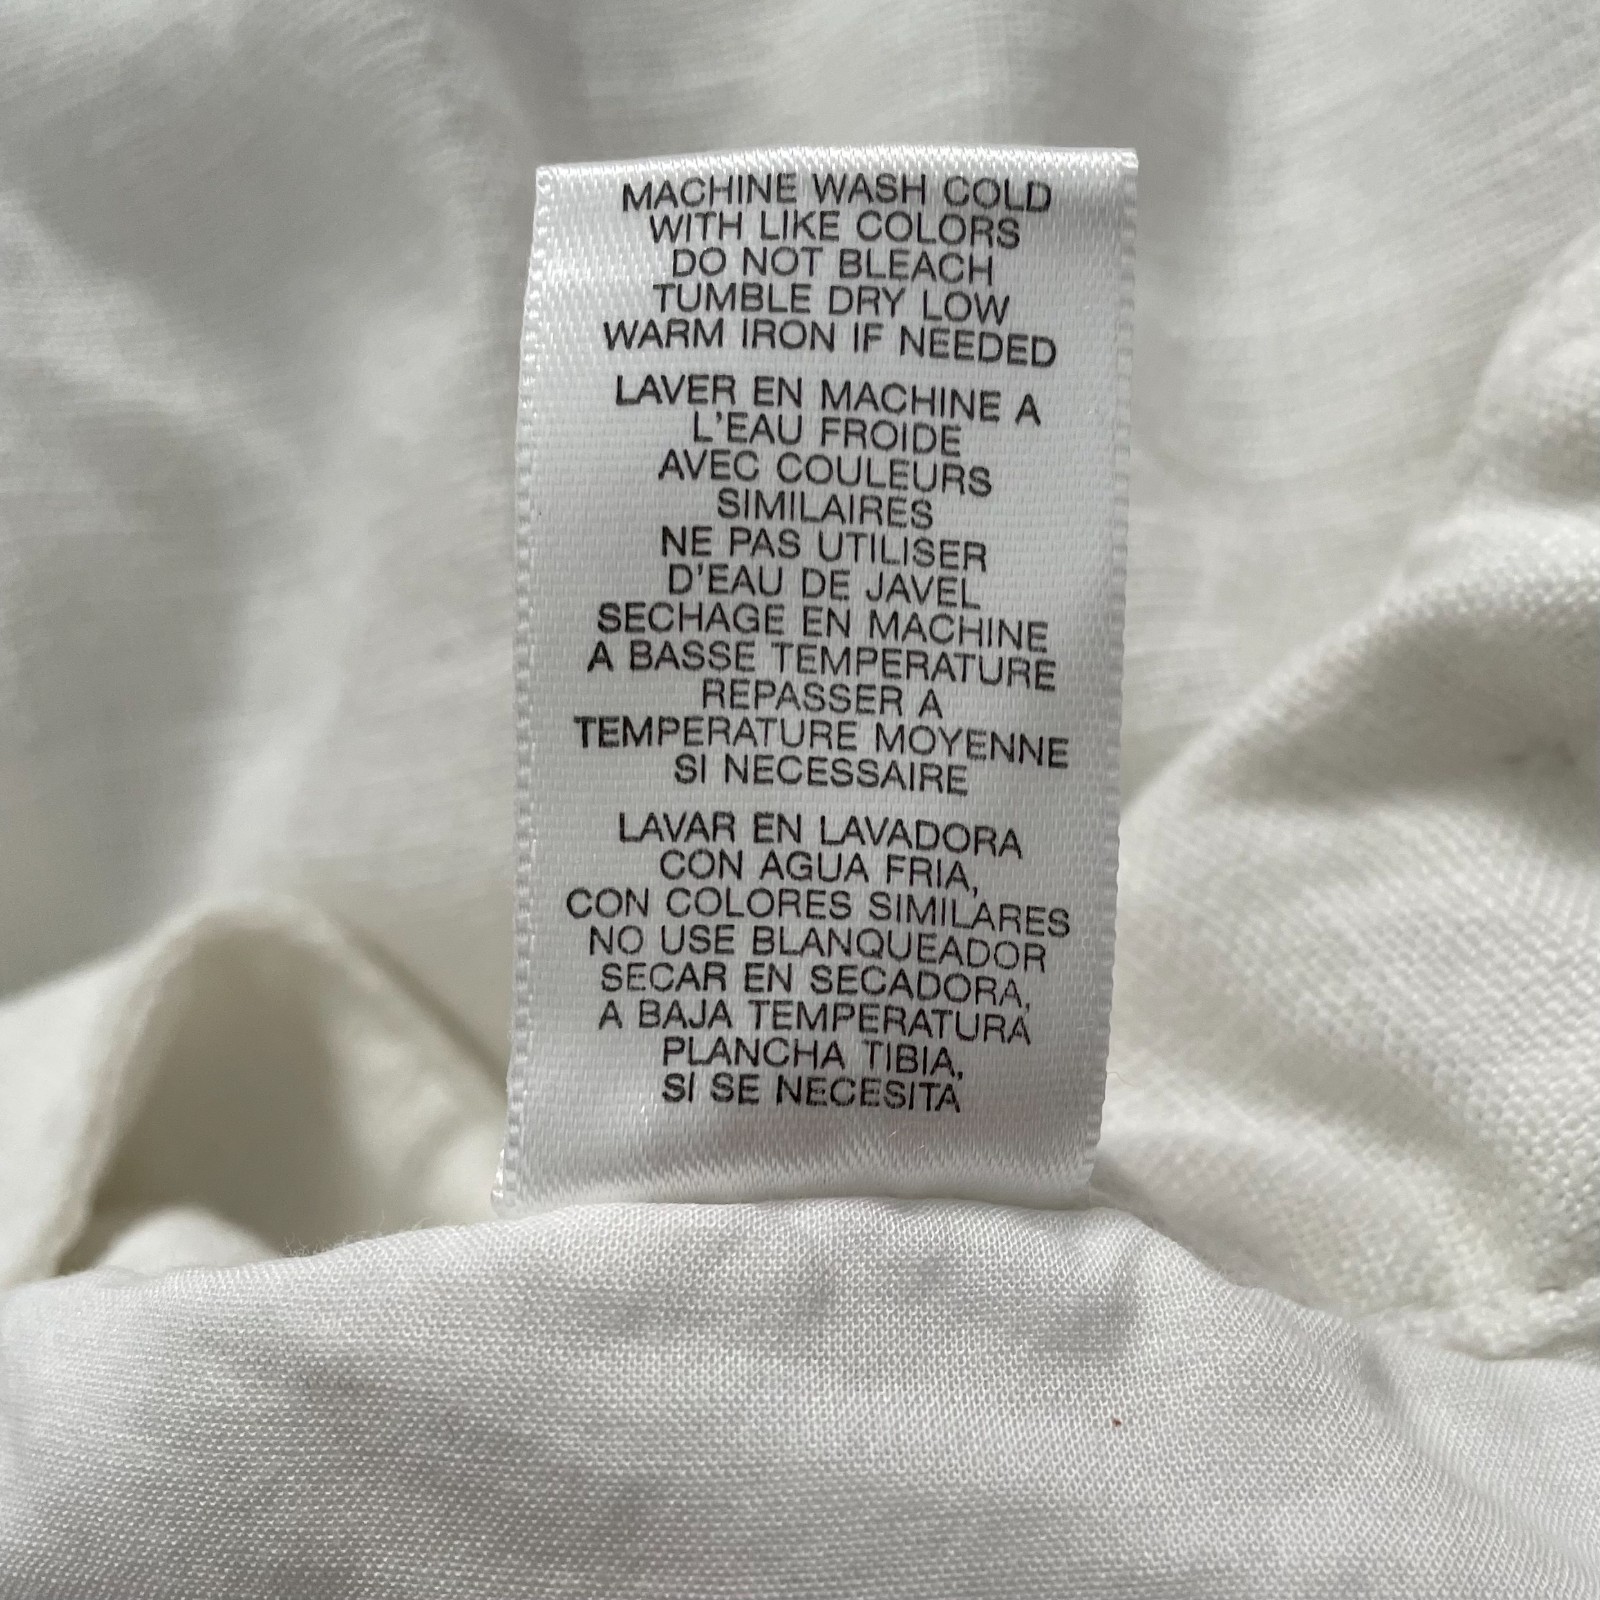 MACHINE WASH COLD
WITH LIKE COLORS
DO NOT BLEACH
TUMBLE DRY LOW
WARM IRON IF NEEDED
LAVER EN MACHINE A
L'EAU FROIDE
AVEC COULEURS
SIMILAIRES
NE PAS UTILISER
D'EAU DE JAVEL
SECHAGE EN MACHINE
A BASSE TEMPERATURE
REPASSER A
TEMPERATURE MOYENNE
SI NECESSAIRE
LAVAR EN LAVADORA
CON AGUA FRIA,
CON COLORES SIMILARES
NO USE BLANQUEADOR
SECAR EN SECADORA,
A BAJA TEMPERATURA
PLANCHA TIBIA,
SI SE NECESITA